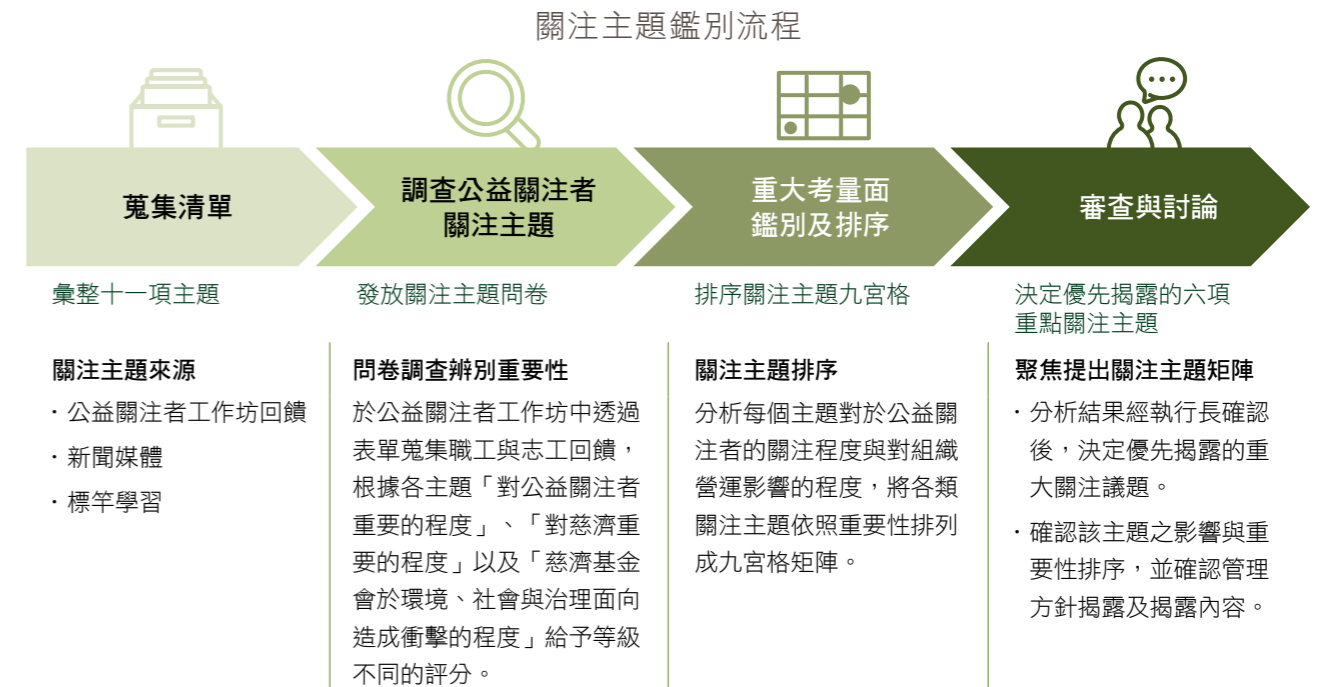 關注主題鑑別流程
蒐集清單
彙整十一項主題
關注主題來源
・公益關注者工作坊回饋
・新聞媒體
・標竿學習
調查公益關注者
關注主題
發放關注主題問卷
問卷調查辨別重要性
於公益關注者工作坊中透過
表單蒐集職工與志工回饋，
根據各主題「對公益關注者
重要的程度」、「對慈濟重
要的程度」以及「慈濟基金
會於環境、社會與治理面向
造成衝擊的程度」給予等級
不同的評分。
重大考量面
鑑別及排序
排序關注主題九宮格
關注主題排序
分析每個主題對於公益關
注者的關注程度與對組織
營運影響的程度，將各類
關注主題依照重要性排列
成九宮格矩陣。
審查與討論
決定優先揭露的六項
重點關注主題
聚焦提出關注主題矩陣
・分析結果經執行長確認
後，決定優先揭露的重
大關注議題。
・確認該主題之影響與重
要性排序，並確認管理
方針揭露及揭露內容。